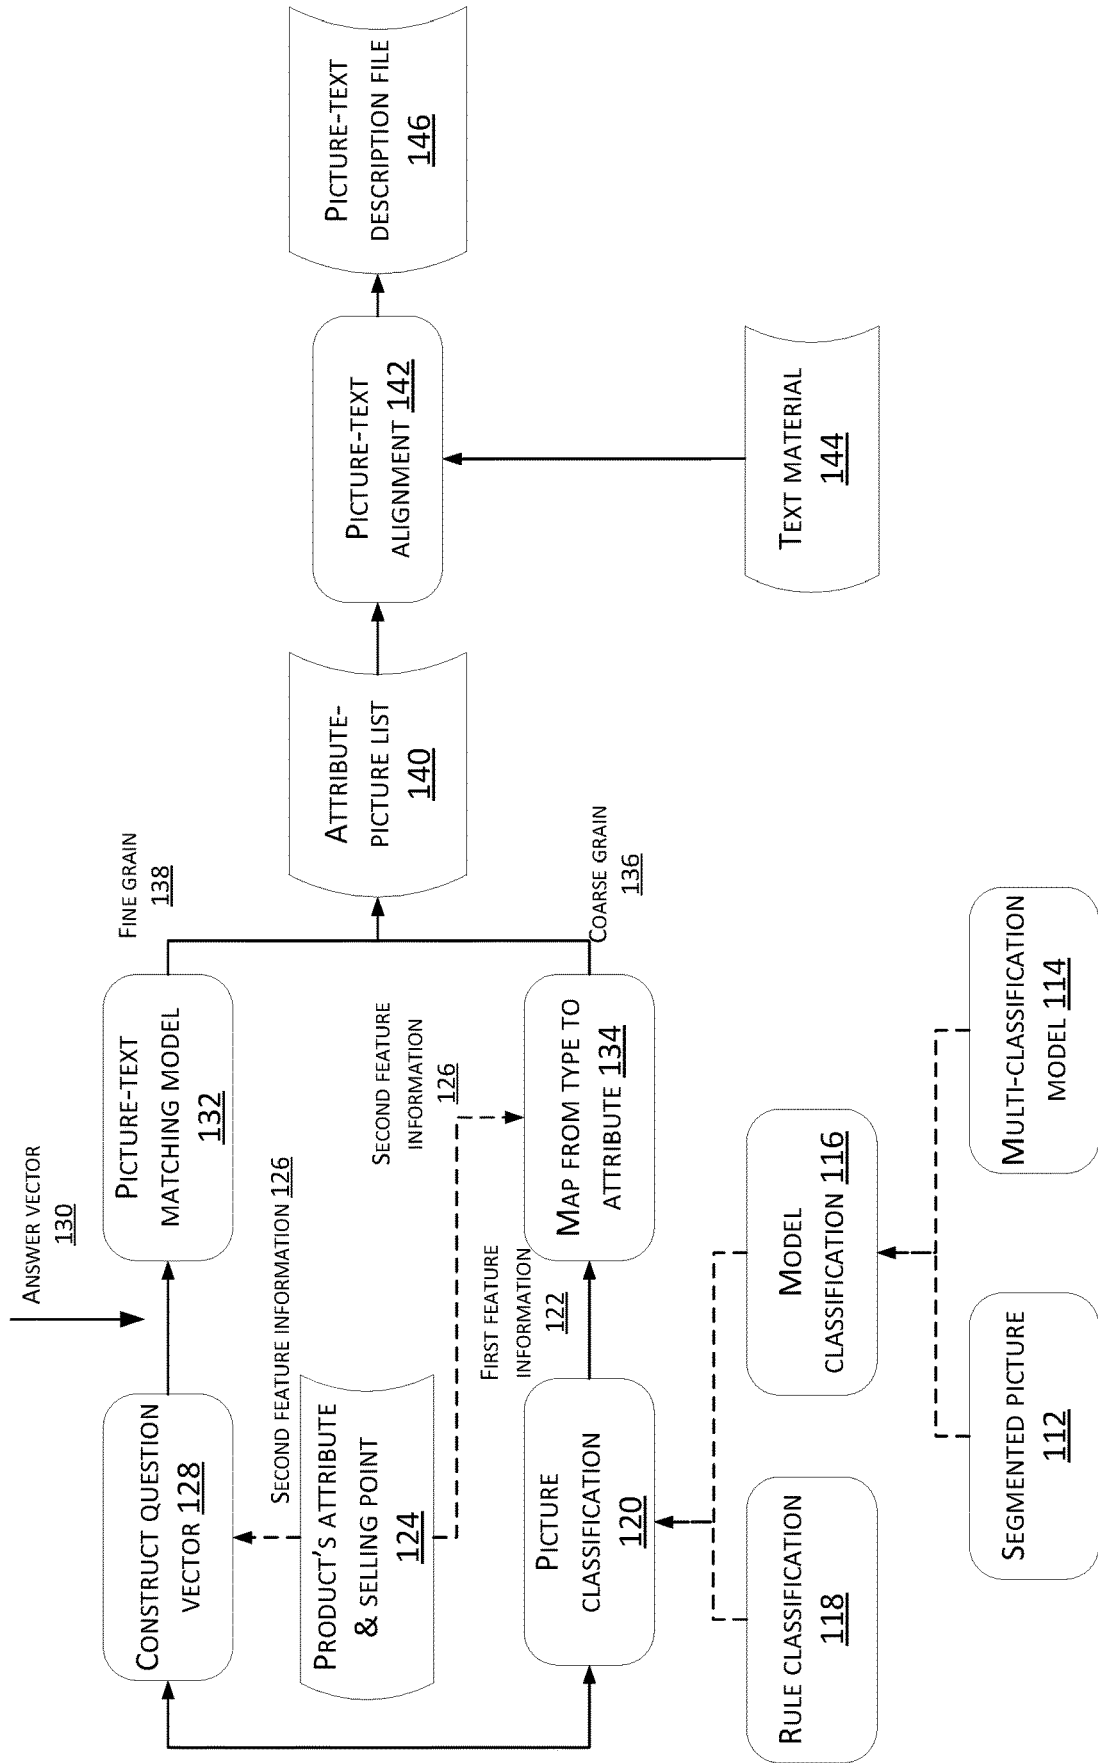 ANSWER VECTOR
130
CONSTRUCT QUESTION
VECTOR 128
PICTURE-TEXT
MATCHING MODEL
132
FINE GRAIN
138
SECOND FEATURE INFORMATION 126
PRODUCT'S ATTRIBUTE
& SELLING POINT
124
SECOND FEATURE
INFORMATION
126
ATTRIBUTE-
PICTURE LIST
140
PICTURE-TEXT
ALIGNMENT 142
PICTURE-TEXT
DESCRIPTION FILE
146
FIRST FEATURE
INFORMATION
122
PICTURE
CLASSIFICATION
120
MAP FROM TYPE TO
ATTRIBUTE 134
COARSE GRAIN
136
RULE CLASSIFICATION
118
MODEL
CLASSIFICATION 116
TEXT MATERIAL
144
SEGMENTED PICTURE
112
MULTI-CLASSIFICATION
MODEL 114